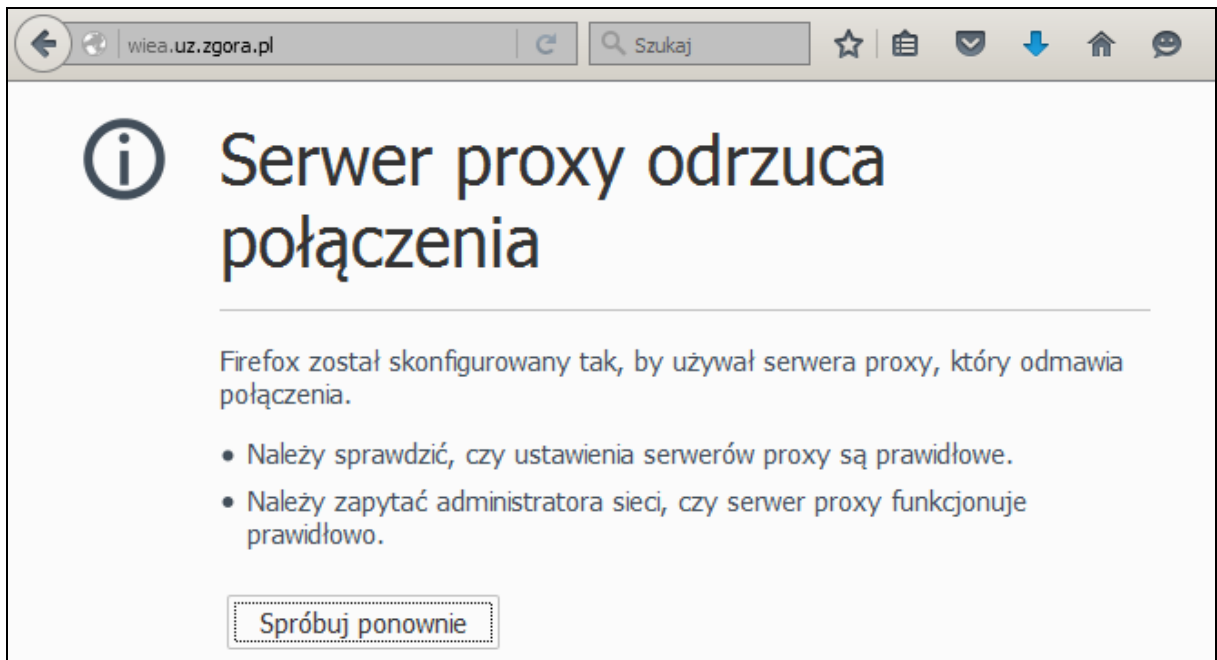 wiea.uz.zgora.pl
Szukaj
Serwer proxy odrzuca
połączenia
Firefox został skonfigurowany tak, by używał serwera proxy, który odmawia
połączenia.
• Należy sprawdzić, czy ustawienia serwerów proxy są prawidłowe.
• Należy zapytać administratora sieci, czy serwer proxy funkcjonuje
prawidłowo.
Spróbuj ponownie